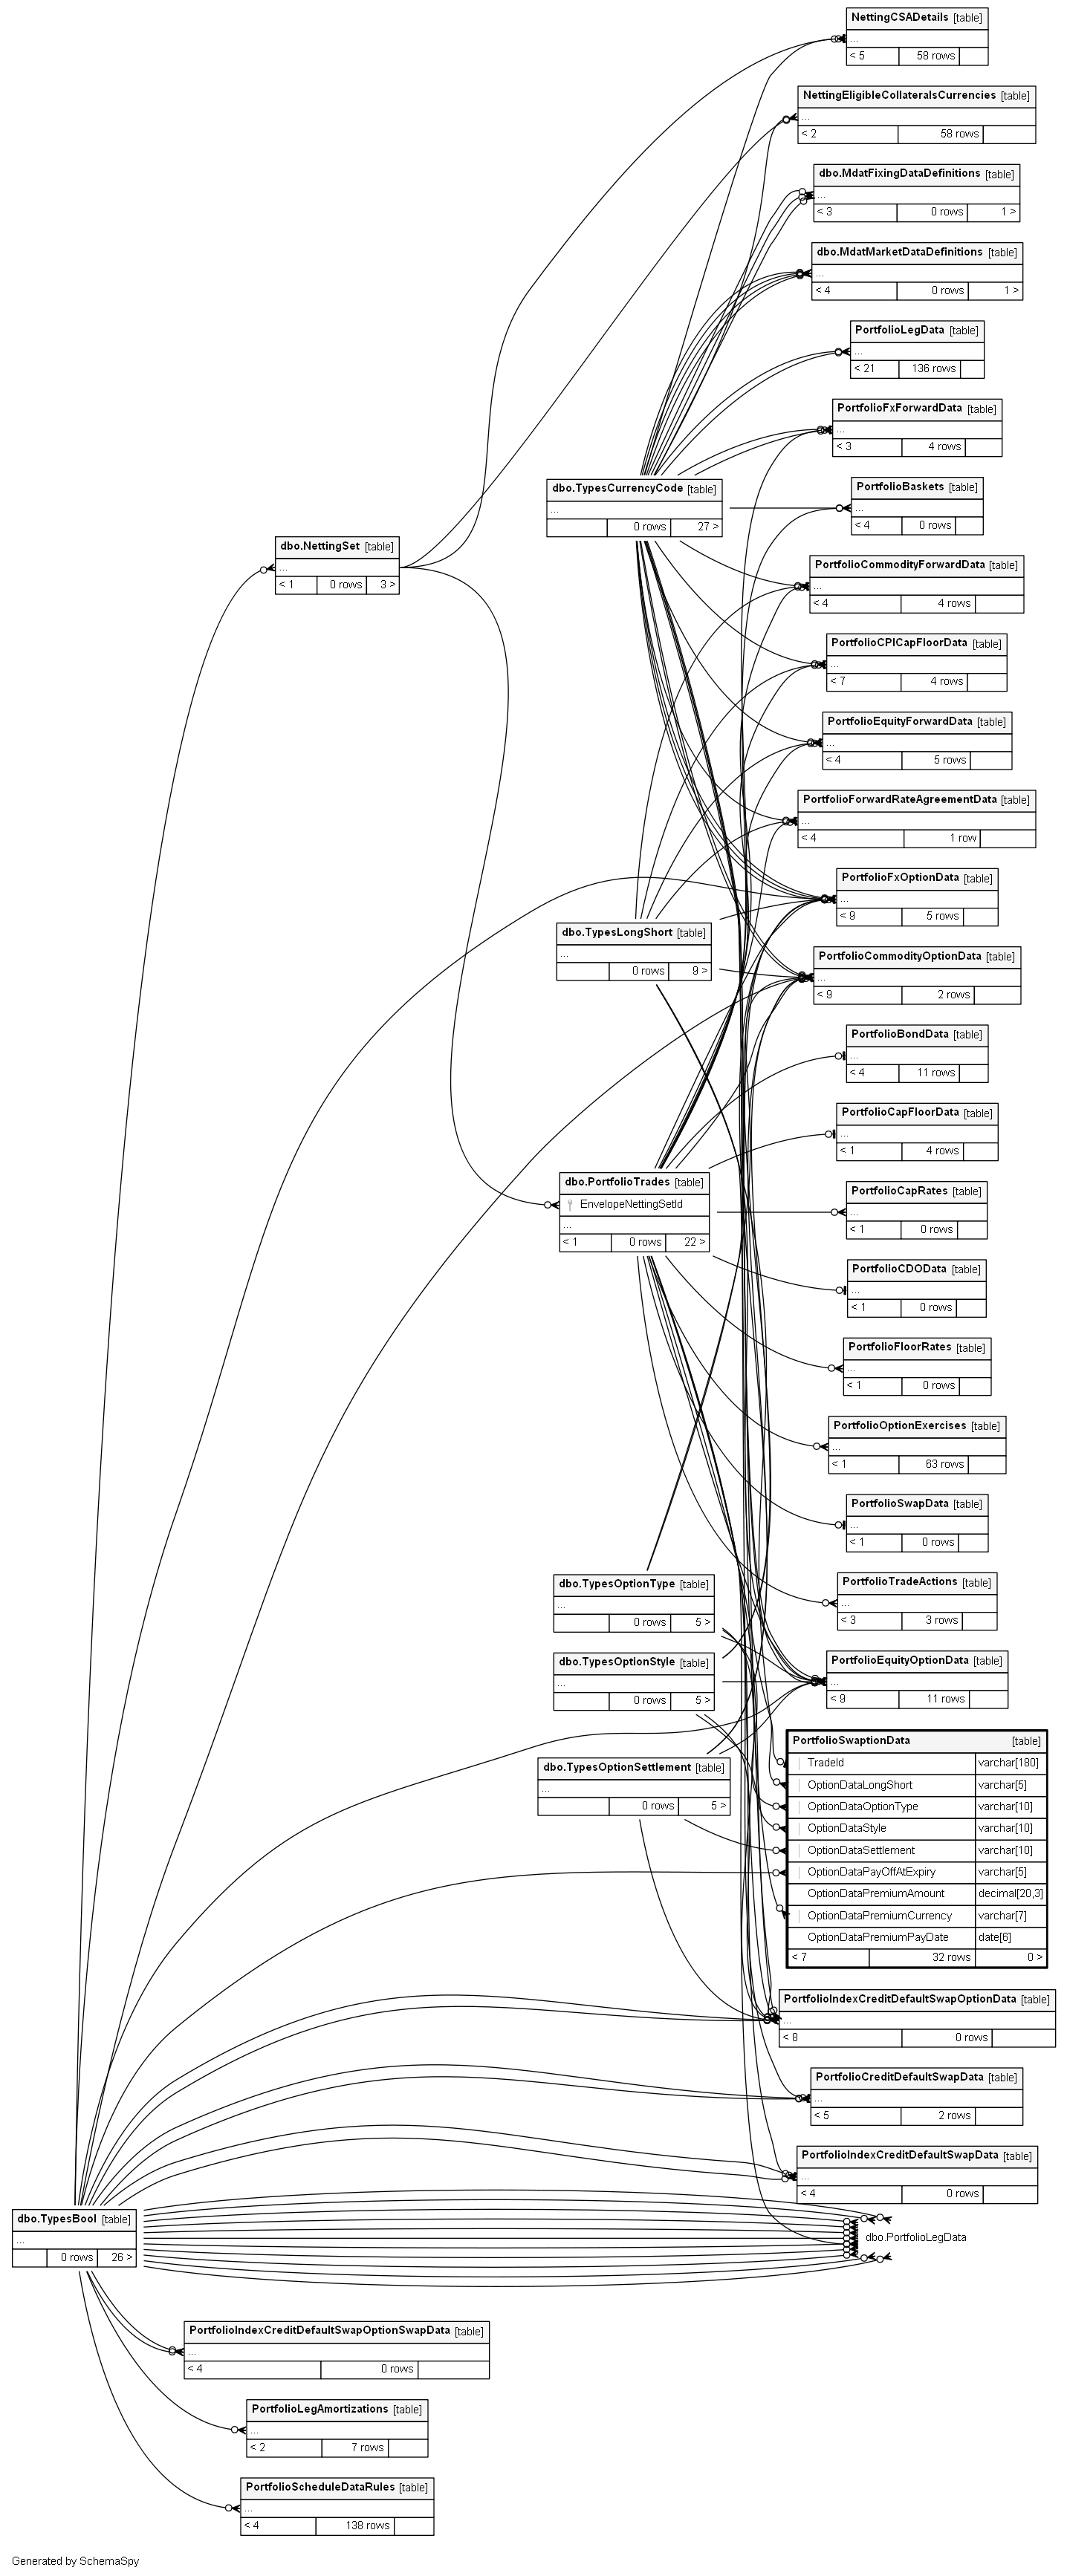 NettingCSADetails [table]
...
< 5 58 rows
NettingEligibleCollateralsCurrencies [table]
...
< 2 58 rows
dbo.MdatFixingDataDefinitions [table]
...
< 3 0 rows 1 >
dbo.MdatMarketDataDefinitions [table]
...
< 4 0 rows 1 >
PortfolioLegData [table]
...
< 21 136 rows
PortfolioFxForwardData [table]
...
< 3 4 rows
dbo.TypesCurrencyCode [table]
...
0 rows 27 >
PortfolioBaskets [table]
...
< 4 0 rows
dbo.NettingSet [table]
...
< 1 0 rows 3 >
PortfolioCommodityForwardData [table]
...
< 4 4 rows
PortfolioCPICapFloorData [table]
...
< 7 4 rows
PortfolioEquityForwardData [table]
...
< 4 5 rows
PortfolioForwardRateAgreementData [table]
...
< 4 1 row
PortfolioFxOptionData [table]
...
< 9 5 rows
dbo.TypesLongShort [table]
...
0 rows 9 >
PortfolioCommodityOptionData [table]
...
< 9 2 rows
PortfolioBondData [table]
...
< 4 11 rows
PortfolioCapFloorData [table]
...
< 1 4 rows
dbo.PortfolioTrades [table]
EnvelopeNettingSetId
...
< 1 0 rows 22 >
PortfolioCapRates [table]
...
< 1 0 rows
PortfolioCDOData [table]
...
< 1 0 rows
PortfolioFloorRates [table]
...
< 1 0 rows
PortfolioOptionExercises [table]
...
< 1 63 rows
PortfolioSwapData [table]
...
< 1 0 rows
dbo.TypesOptionType [table]
...
0 rows 5 >
PortfolioTradeActions [table]
...
< 3 3 rows
dbo.TypesOptionStyle [table]
...
0 rows 5 >
PortfolioEquityOptionData [table]
...
< 9 11 rows
dbo.TypesOptionSettlement [table]
...
0 rows 5 >
PortfolioSwaptionData [table]
TradeId varchar[180]
OptionDataLongShort varchar[5]
OptionDataOptionType varchar[10]
OptionDataStyle varchar[10]
OptionDataSettlement varchar[10]
OptionDataPayOffAtExpiry varchar[5]
OptionDataPremiumAmount decimal[20,3]
OptionDataPremiumCurrency varchar[7]
OptionDataPremiumPayDate date[6]
< 7 32 rows 0 >
PortfolioIndexCreditDefaultSwapOptionData [table]
...
< 8 0 rows
PortfolioCreditDefaultSwapData [table]
...
< 5 2 rows
PortfolioIndexCreditDefaultSwapData [table]
...
< 4 0 rows
dbo.TypesBool [table]
...
0 rows 26 >
dbo.PortfolioLegData
PortfolioIndexCreditDefaultSwapOptionSwapData [table]
...
< 4 0 rows
PortfolioLegAmortizations [table]
...
< 2 7 rows
PortfolioScheduleDataRules [table]
...
< 4 138 rows
Generated by SchemaSpy